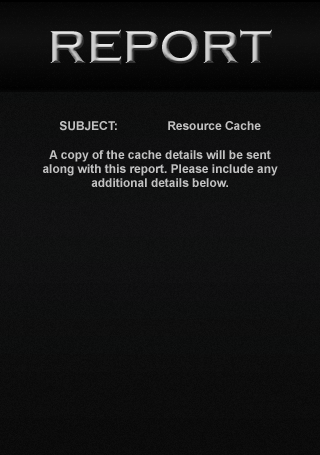 REPORT
SUBJECT: Resource Cache
A copy of the cache details will be sent
along with this report. Please include any
additional details below.